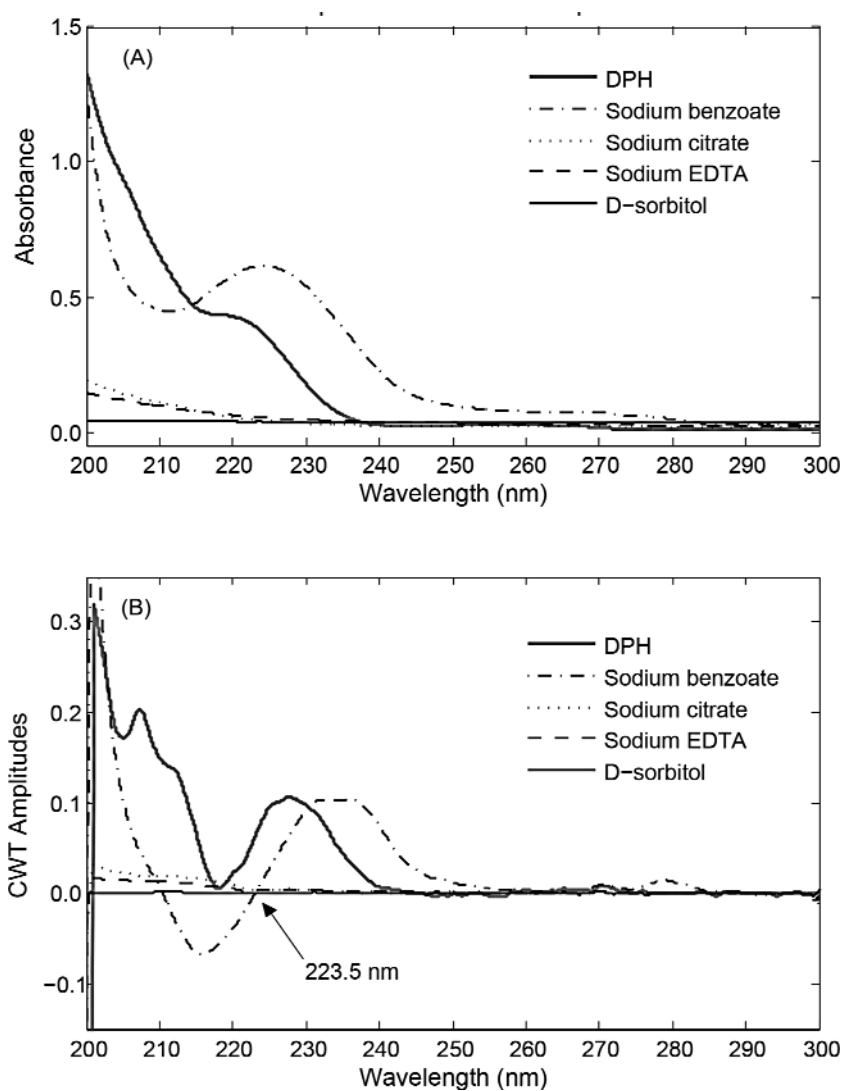 1.5
(A)
DPH
Sodium benzoate
Sodium citrate
Sodium EDTA
D-sorbitol
1.0
Absorbance
0.5
0.0
200 210 220 230 240 250 260 270 280 290 300
Wavelength (nm)
(B)
0.3
DPH
Sodium benzoate
Sodium citrate
Sodium EDTA
D-sorbitol
0.2
CWT Amplitudes
0.1
0.0
223.5 nm
-0.1
200 210 220 230 240 250 260 270 280 290 300
Wavelength (nm)